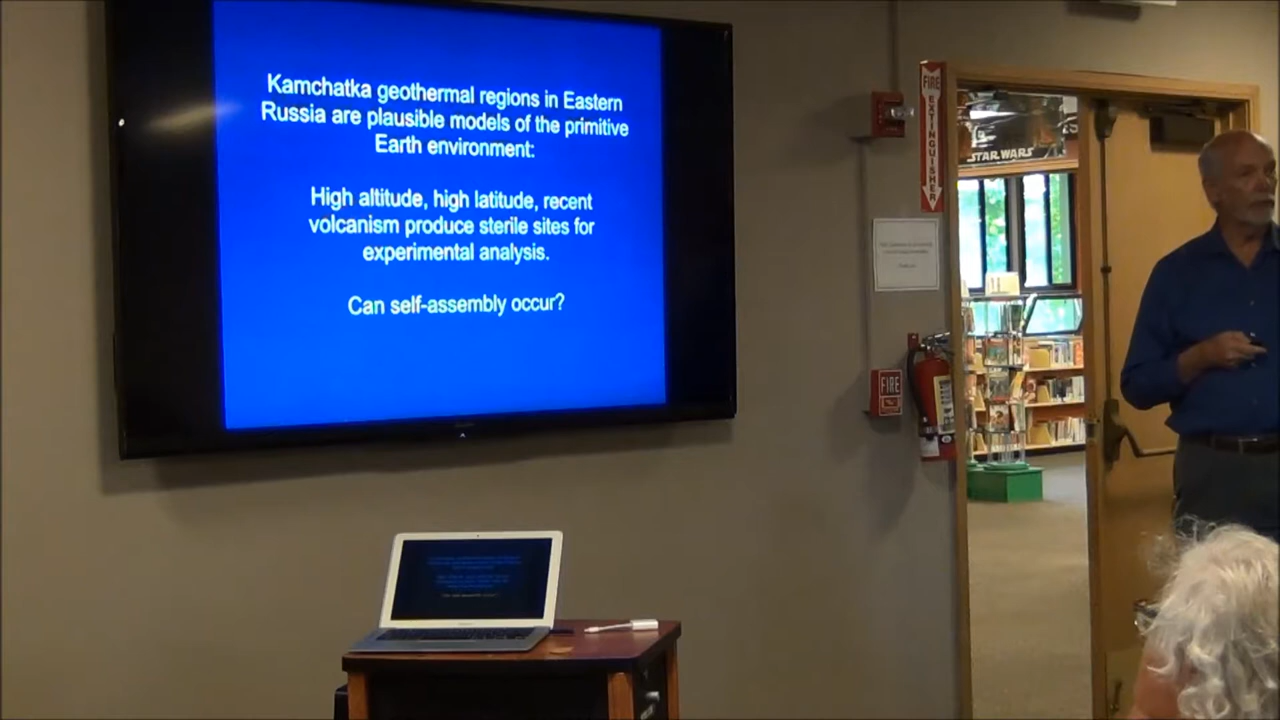 Kamchatka geothermal regions in Eastern
Russia are plausible models of the primitive
Earth environment:
High altitude, high latitude, recent
volcanism produce sterile sites for
experimental analysis.
Can self-assembly occur?
FIRE
EXTINGUISHER
STAR WARS
FIRE